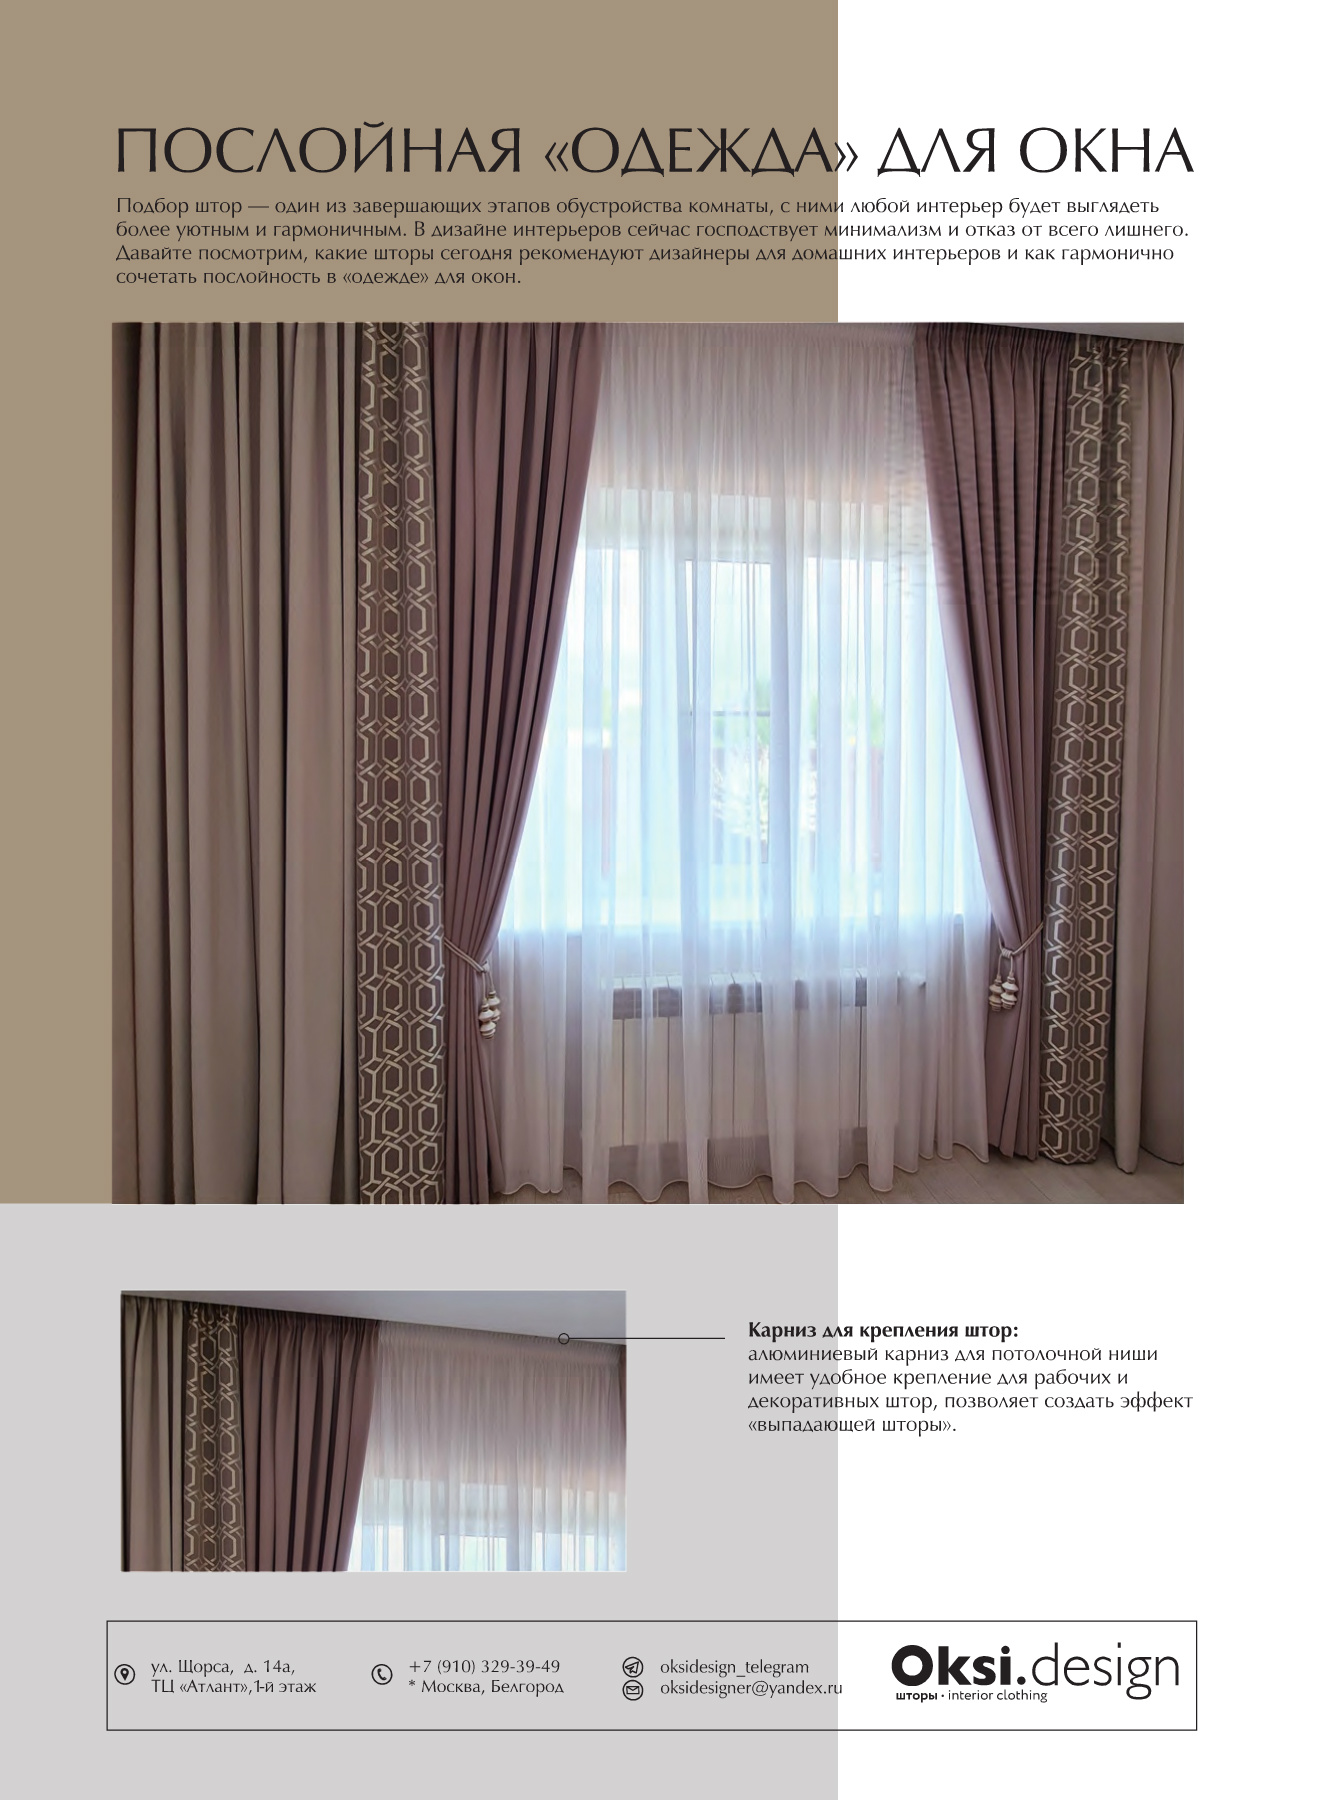 ПОСЛОЙНАЯ «ОДЕЖДА» ДЛЯ ОКНА
Подбор штор — один из завершающих этапов обустройства комнаты, с ними любой интерьер будет выглядеть
более уютным и гармоничным. В дизайне интерьеров сейчас господствует минимализм и отказ от всего лишнего.
Давайте посмотрим, какие шторы сегодня рекомендуют дизайнеры для домашних интерьеров и как гармонично
сочетать послойность в «одежде» для окон.
Карниз для крепления штор:
алюминиевый карниз для потолочной ниши
имеет удобное крепление для рабочих и
декоративных штор, позволяет создать эффект
«выпадающей шторы».
ул. Щорса, д. 14а,
ТЦ «Атлант»,1-й этаж
+7 (910) 329-39-49
* Москва, Белгород
oksidesign_telegram
oksidesigner@yandex.ru
Oksi.design
шторы · interior clothing